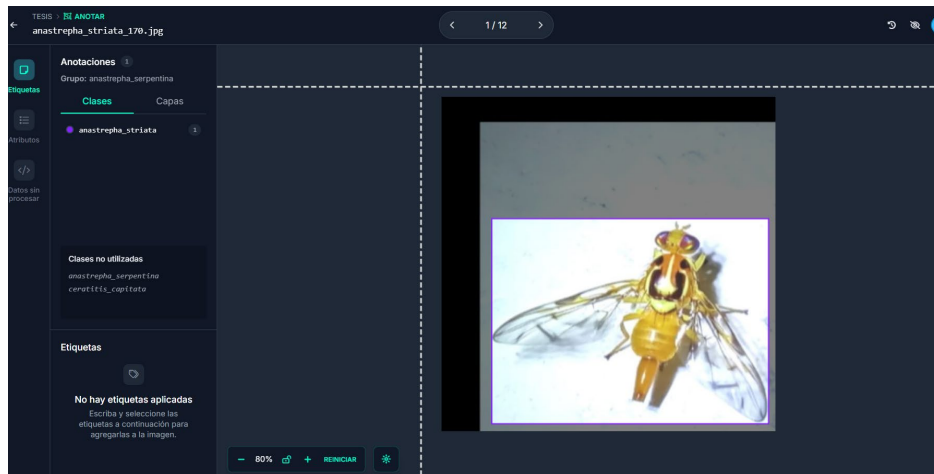 TESIS > ANOTAR
anastrepha_striata_170.jpg
1 / 12
Etiquetas
Atributos
Datos sin
procesar
Anotaciones 1
Grupo: anastrepha_serpentina
Clases Capas
anastrepha_striata 1
Clases no utilizadas
anastrepha_serpentina
ceratitis_capitata
Etiquetas
No hay etiquetas aplicadas
Escriba y seleccione las
etiquetas a continuación para
agregarlas a la imagen.
− 80% + REINICIAR